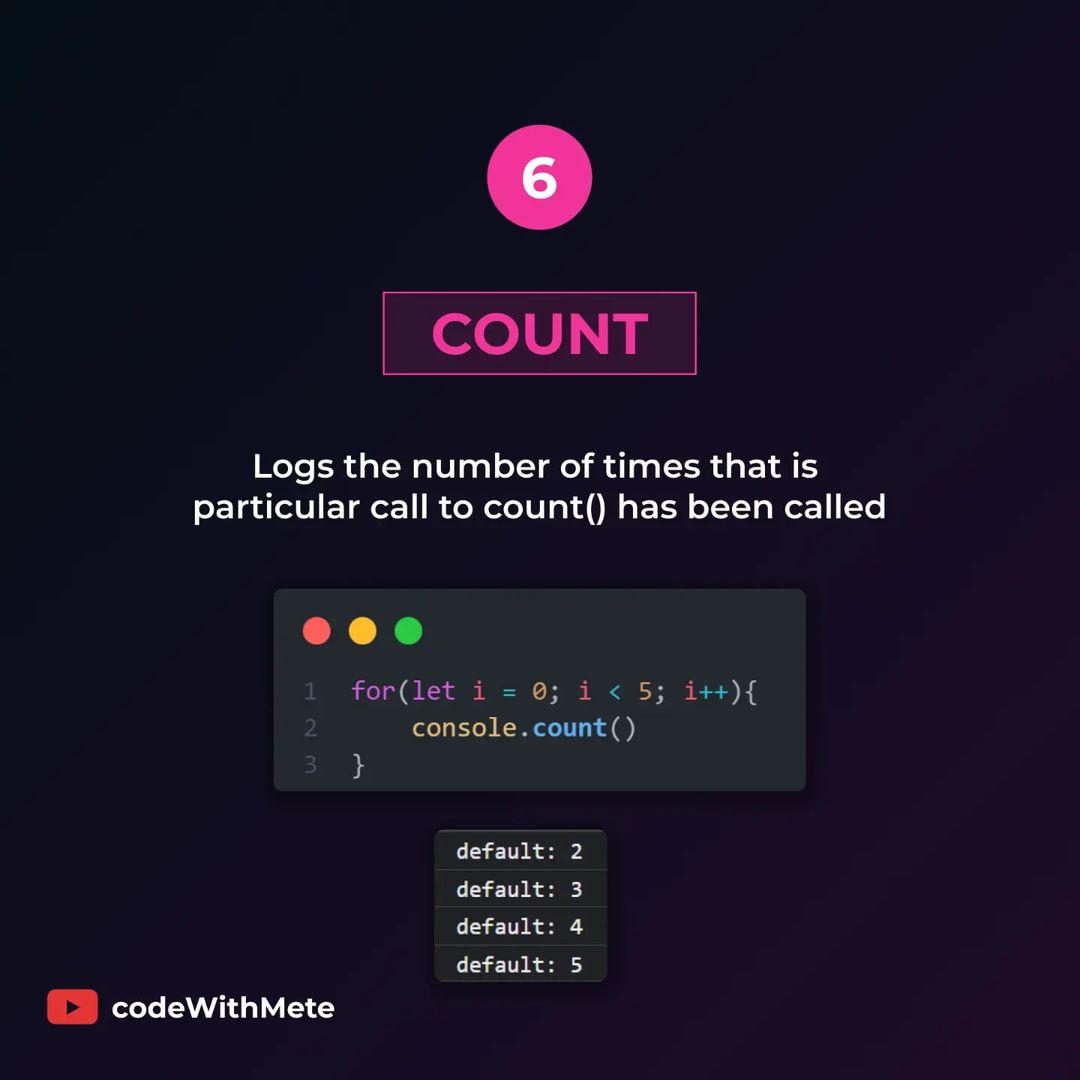 6
COUNT
Logs the number of times that is
particular call to count() has been called
1 for(let i = 0; i < 5; i++){
2     console.count()
3 }
default: 2
default: 3
default: 4
default: 5
codeWithMete